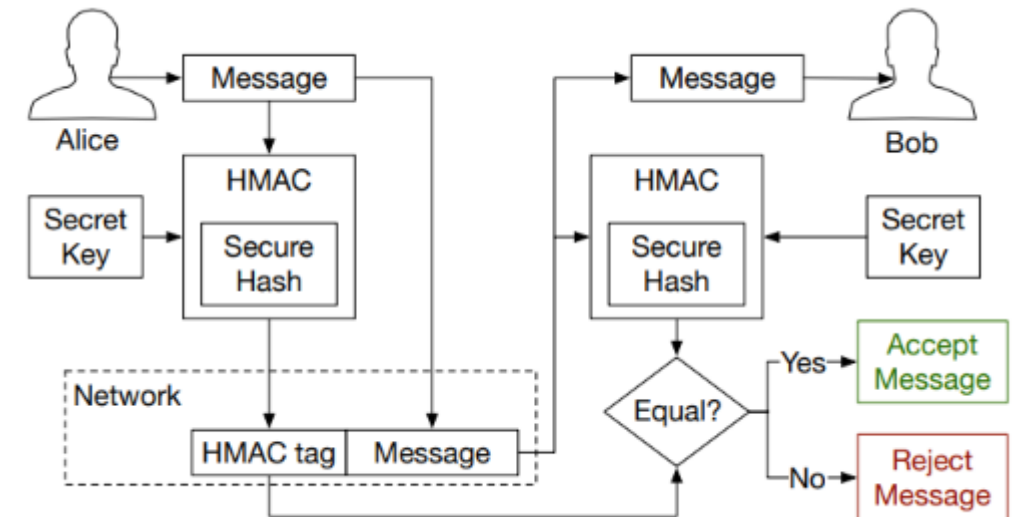 Message
Message
Alice
Bob
HMAC
HMAC
Secret
Key
Secure
Hash
Secure
Hash
Secret
Key
Network
HMAC tag
Message
Equal?
Yes
No
Accept
Message
Reject
Message